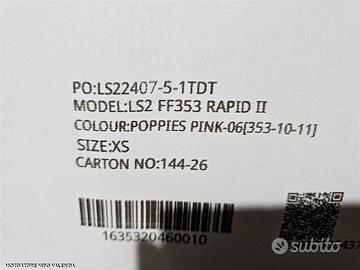 PO:LS22407-5-1TDT
MODEL:LS2 FF353 RAPID II
COLOUR:POPPIES PINK-06[353-10-11]
SIZE:XS
CARTON NO:144-26
1635320460010
subito